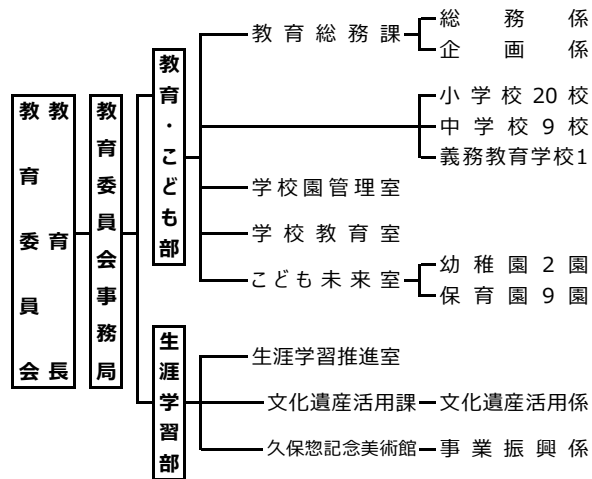 教育委員会
教育長
教育委員会事務局
教育・こども部
教育総務課
総務係
企画係
小学校20校
中学校9校
義務教育学校1
学校園管理室
学校教育室
こども未来室
幼稚園2園
保育園9園
生涯学習部
生涯学習推進室
文化遺産活用課
文化遺産活用係
久保惣記念美術館
事業振興係